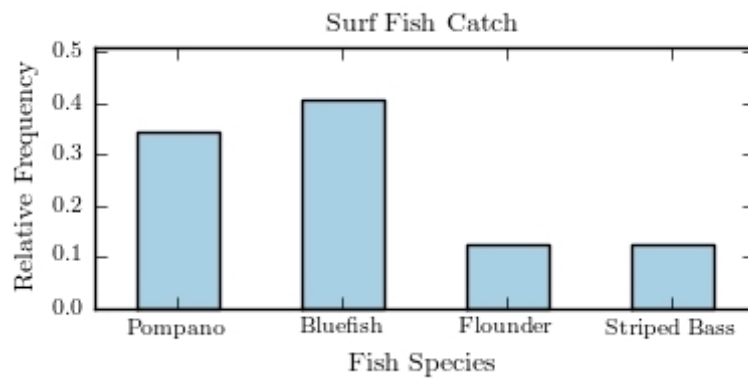 Surf Fish Catch
0.5
0.4
0.3
0.2
0.1
0.0
Relative Frequency
Pompano Bluefish Flounder Striped Bass
Fish Species